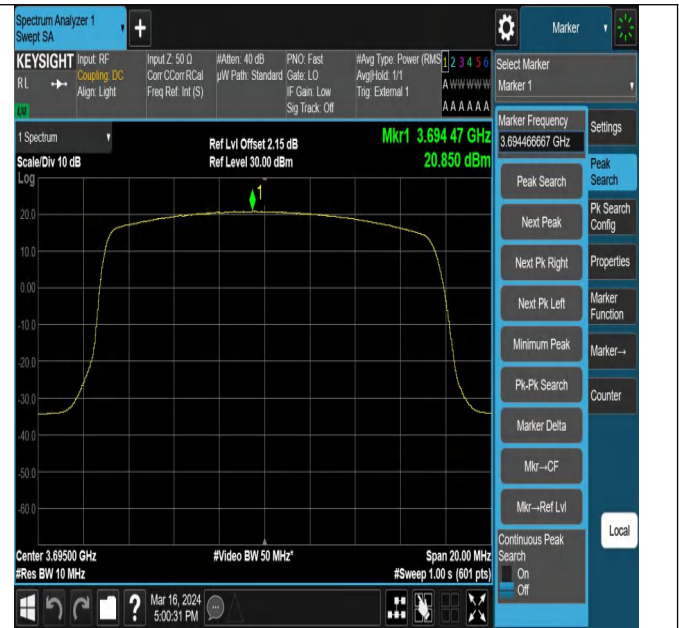 Spectrum Analyzer 1
Swept SA
+
Marker
KEYSIGHT
RL
Input: RF
Coupling: DC
Align: Light
Input Z: 50 Ω
Corr CCorr RCal
Freq Ref: Int (S)
#Atten: 40 dB
µW Path: Standard
PNO: Fast
Gate: LO
IF Gain: Low
Sig Track: Off
#Avg Type: Power (RMS
Avg|Hold: 1/1
Trig: External 1
1 2 3 4 5 6
A W W W W W
A A A A A A
Select Marker
Marker 1
1 Spectrum
Scale/Div 10 dB
Log
Ref Lvl Offset 2.15 dB
Ref Level 30.00 dBm
Mkr1 3.694 47 GHz
20.850 dBm
1
20.0
10.0
0.00
-10.0
-20.0
-30.0
-40.0
-50.0
-60.0
Center 3.69500 GHz
#Res BW 10 MHz
#Video BW 50 MHz*
Span 20.00 MHz
#Sweep 1.00 s (601 pts)
Marker Frequency
3.694466667 GHz
Peak Search
Next Peak
Next Pk Right
Next Pk Left
Minimum Peak
Pk-Pk Search
Marker Delta
Mkr→CF
Mkr→Ref Lvl
Continuous Peak
Search
On
Off
Settings
Peak
Search
Pk Search
Config
Properties
Marker
Function
Marker→
Counter
Local
?
Mar 16, 2024
5:00:31 PM